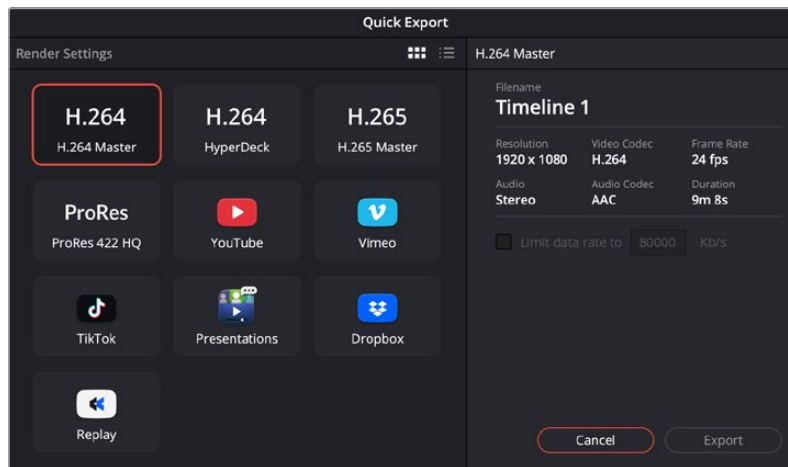 Quick Export
Render Settings
H.264 Master
H.264
H.264 Master
H.264
HyperDeck
H.265
H.265 Master
ProRes
ProRes 422 HQ
YouTube
Vimeo
TikTok
Presentations
Dropbox
Replay
Filename
Timeline 1
Resolution
1920 x 1080
Video Codec
H.264
Frame Rate
24 fps
Audio
Stereo
Audio Codec
AAC
Duration
9m 8s
Limit data rate to 80000 Kb/s
Cancel
Export